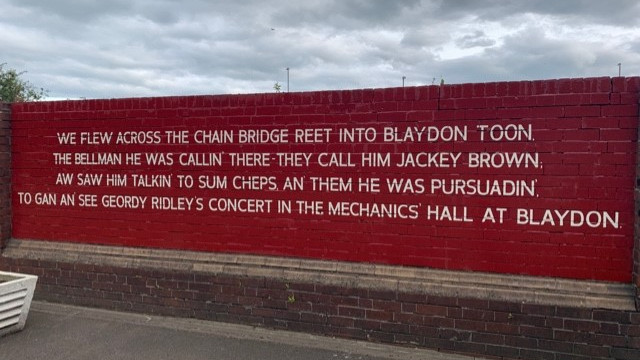 WE FLEW ACROSS THE CHAIN BRIDGE REET INTO BLAYDON TOON,
THE BELLMAN HE WAS CALLIN' THERE-THEY CALL HIM JACKEY BROWN,
AW SAW HIM TALKIN' TO SUM CHEPS, AN' THEM HE WAS PURSUADIN',
TO GAN AN' SEE GEORDY RIDLEY'S CONCERT IN THE MECHANICS' HALL AT BLAYDON.